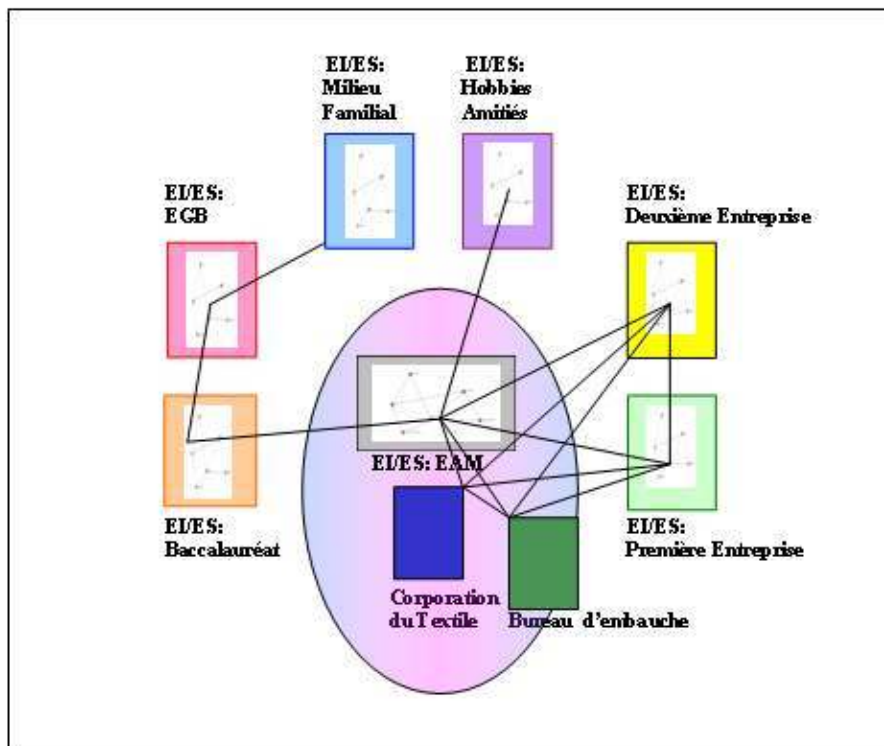 EI/ES:
Milieu
Familial
EI/ES:
Hobbies
Amitiés
EI/ES:
EGB
EI/ES:
Deuxième Entreprise
EI/ES: EAM
EI/ES:
Baccalauréat
EI/ES:
Première Entreprise
Corporation
du Textile
Bureau d'embauche